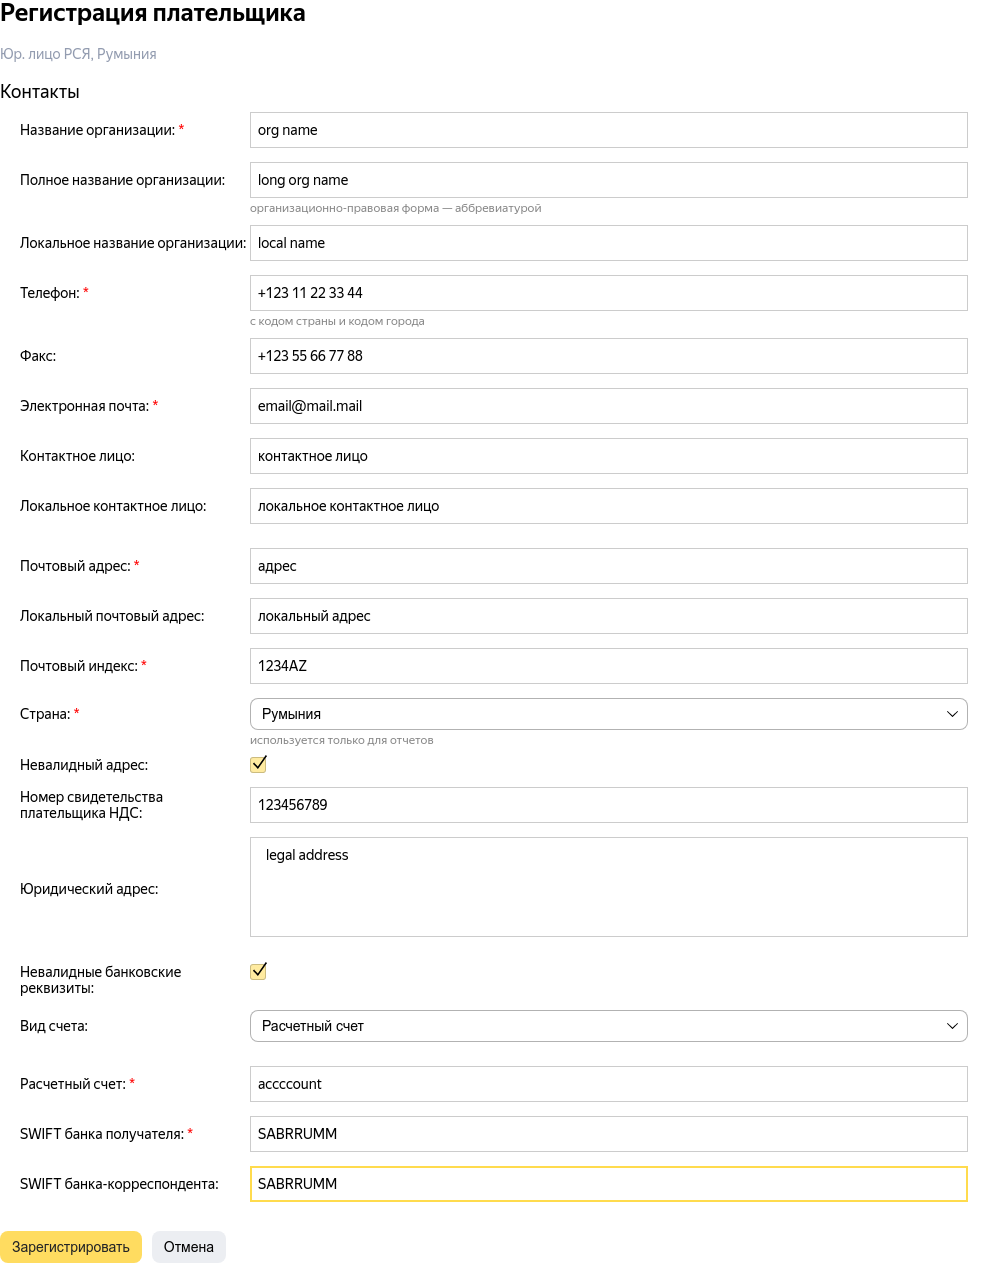 Регистрация плательщика
Юр. лицо РСЯ, Румыния
Контакты
Название организации: * org name
Полное название организации: long org name
организационно-правовая форма — аббревиатурой
Локальное название организации: local name
Телефон: * +123 11 22 33 44
с кодом страны и кодом города
Факс: +123 55 66 77 88
Электронная почта: * email@mail.mail
Контактное лицо: контактное лицо
Локальное контактное лицо: локальное контактное лицо
Почтовый адрес: * адрес
Локальный почтовый адрес: локальный адрес
Почтовый индекс: * 1234AZ
Страна: * Румыния
используется только для отчетов
Невалидный адрес:
Номер свидетельства
плательщика НДС: 123456789
Юридический адрес: legal address
Невалидные банковские
реквизиты:
Вид счета: Расчетный счет
Расчетный счет: * accccount
SWIFT банка получателя: * SABRRUMM
SWIFT банка-корреспондента: SABRRUMM
Зарегистрировать Отмена